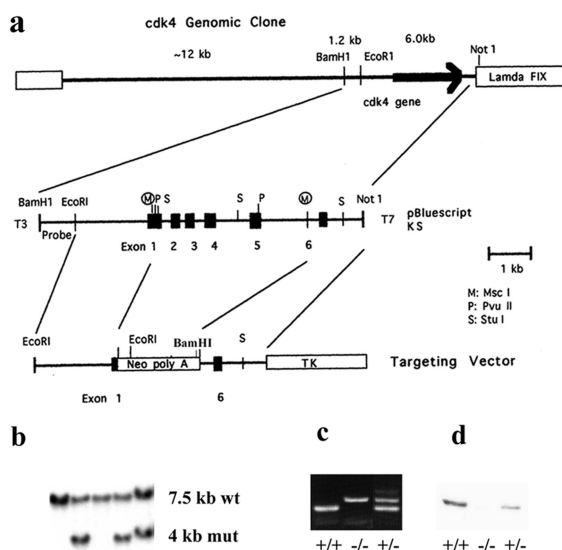 a
cdk4 Genomic Clone
~12 kb
1.2 kb
6.0kb
BamH1
EcoR1
Not 1
Lamda FIX
cdk4 gene
BamH1
EcoRI
M P S
S
P
M
S
Not 1
T3
T7
pBluescript
KS
Probe
Exon 1 2 3 4 5 6
1 kb
M: Msc I
P: Pvu II
S: Stu I
EcoRI
EcoRI
BamHI
S
Neo poly A
TK
Targeting Vector
Exon 1 6
b
7.5 kb wt
4 kb mut
c
+/+ -/- +/-
d
+/+ -/- +/-